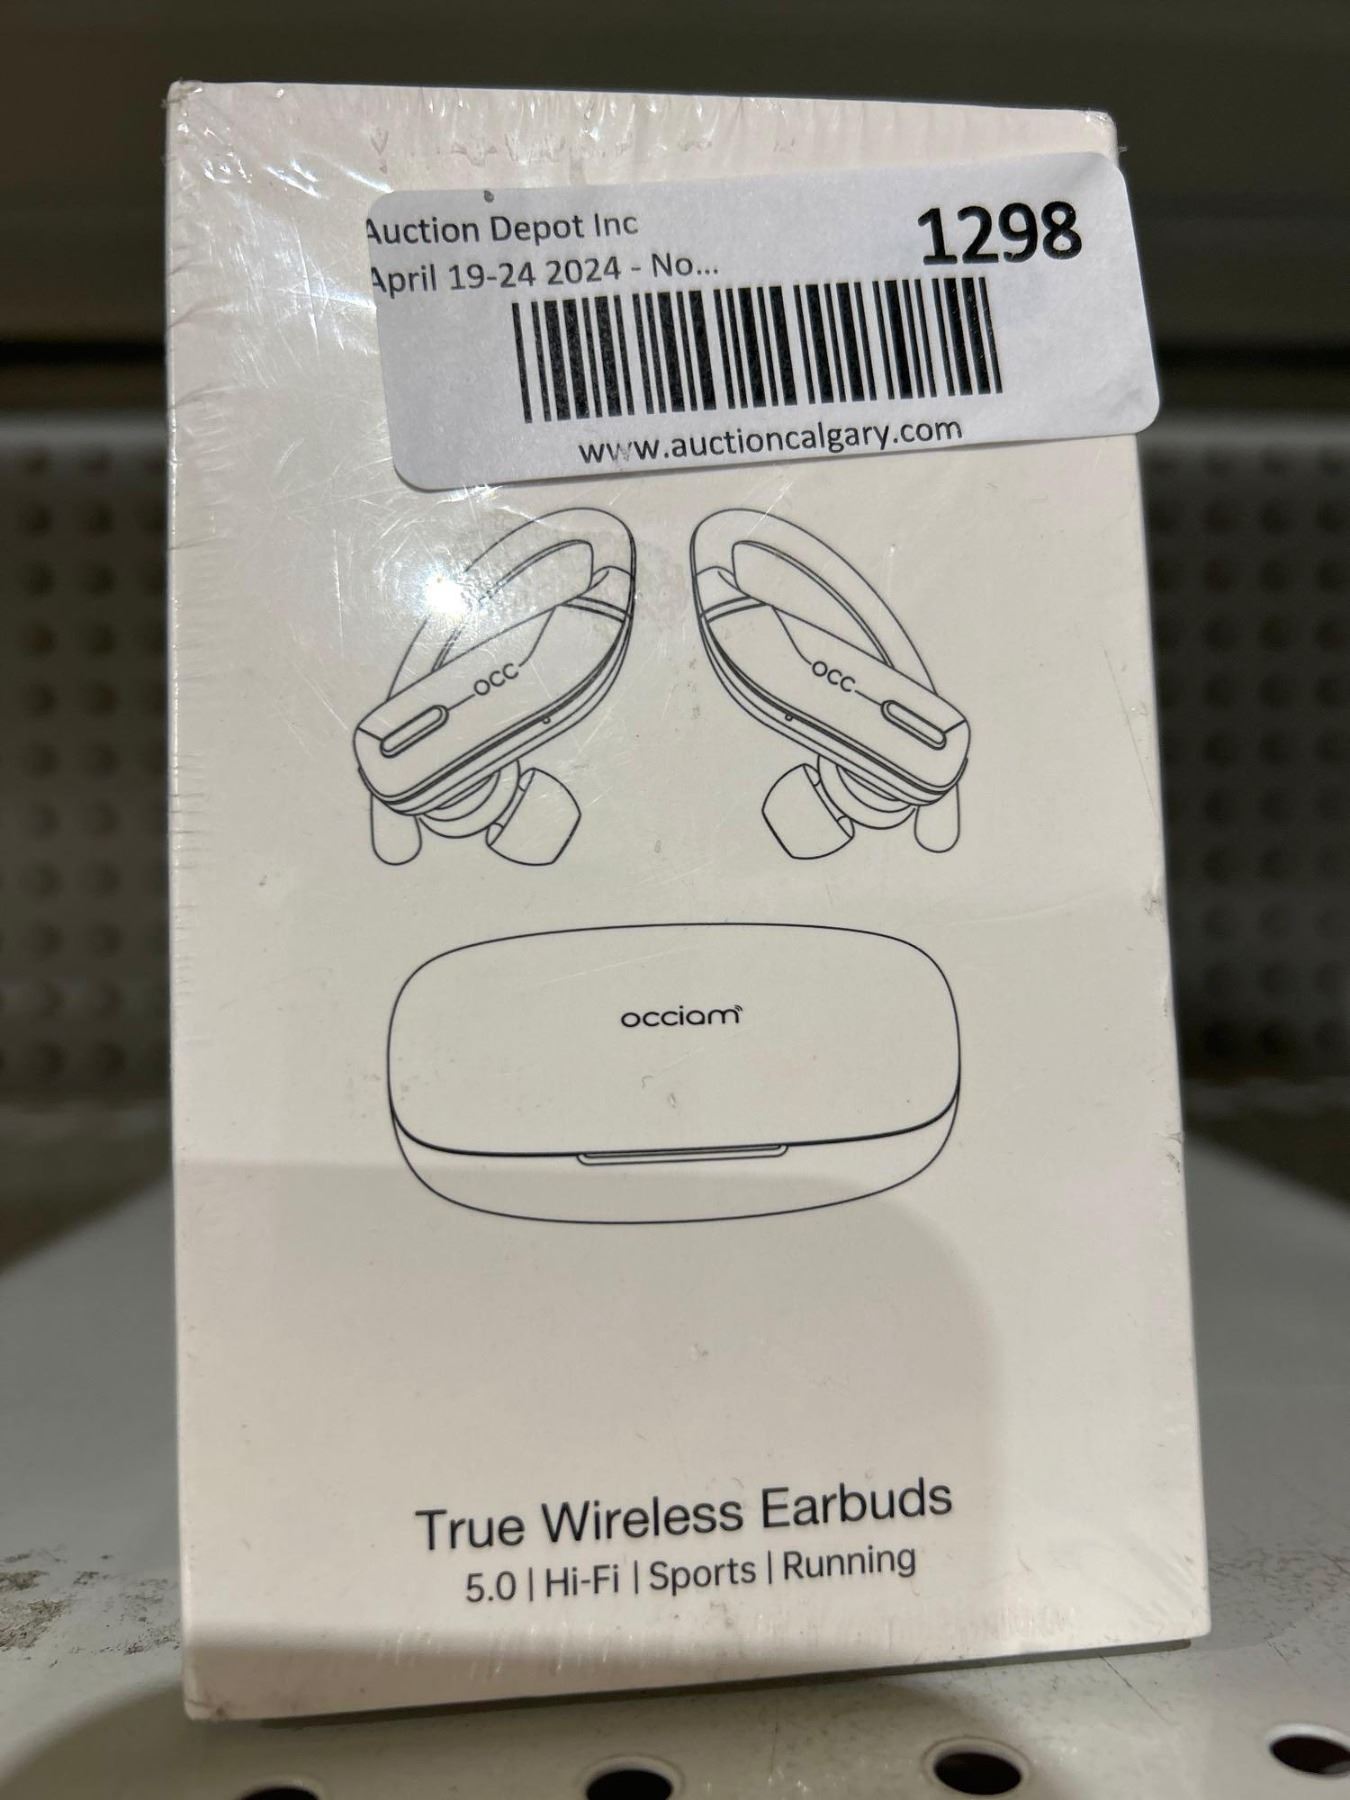 Auction Depot Inc
1298
April 19-24 2024 - No...
www.auctioncalgary.com
OCC
OCC
occiam
True Wireless Earbuds
5.0 | Hi-Fi | Sports | Running